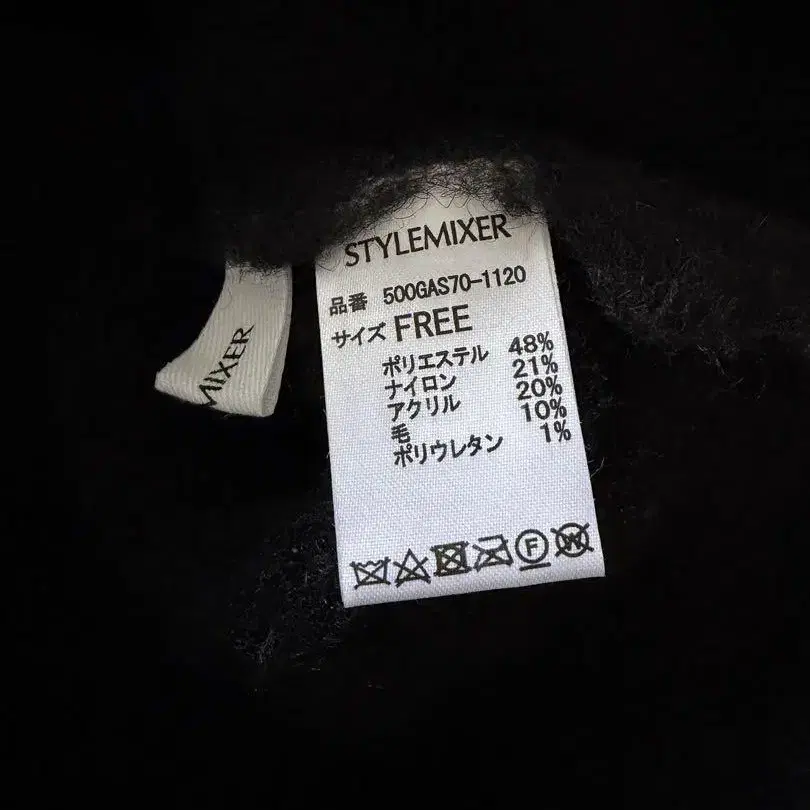 STYLEMIXER
品番 500GAS70-1120
サイズ FREE
ポリエステル 48%
ナイロン 21%
アクリル 20%
毛 10%
ポリウレタン 1%
F W
MIXER